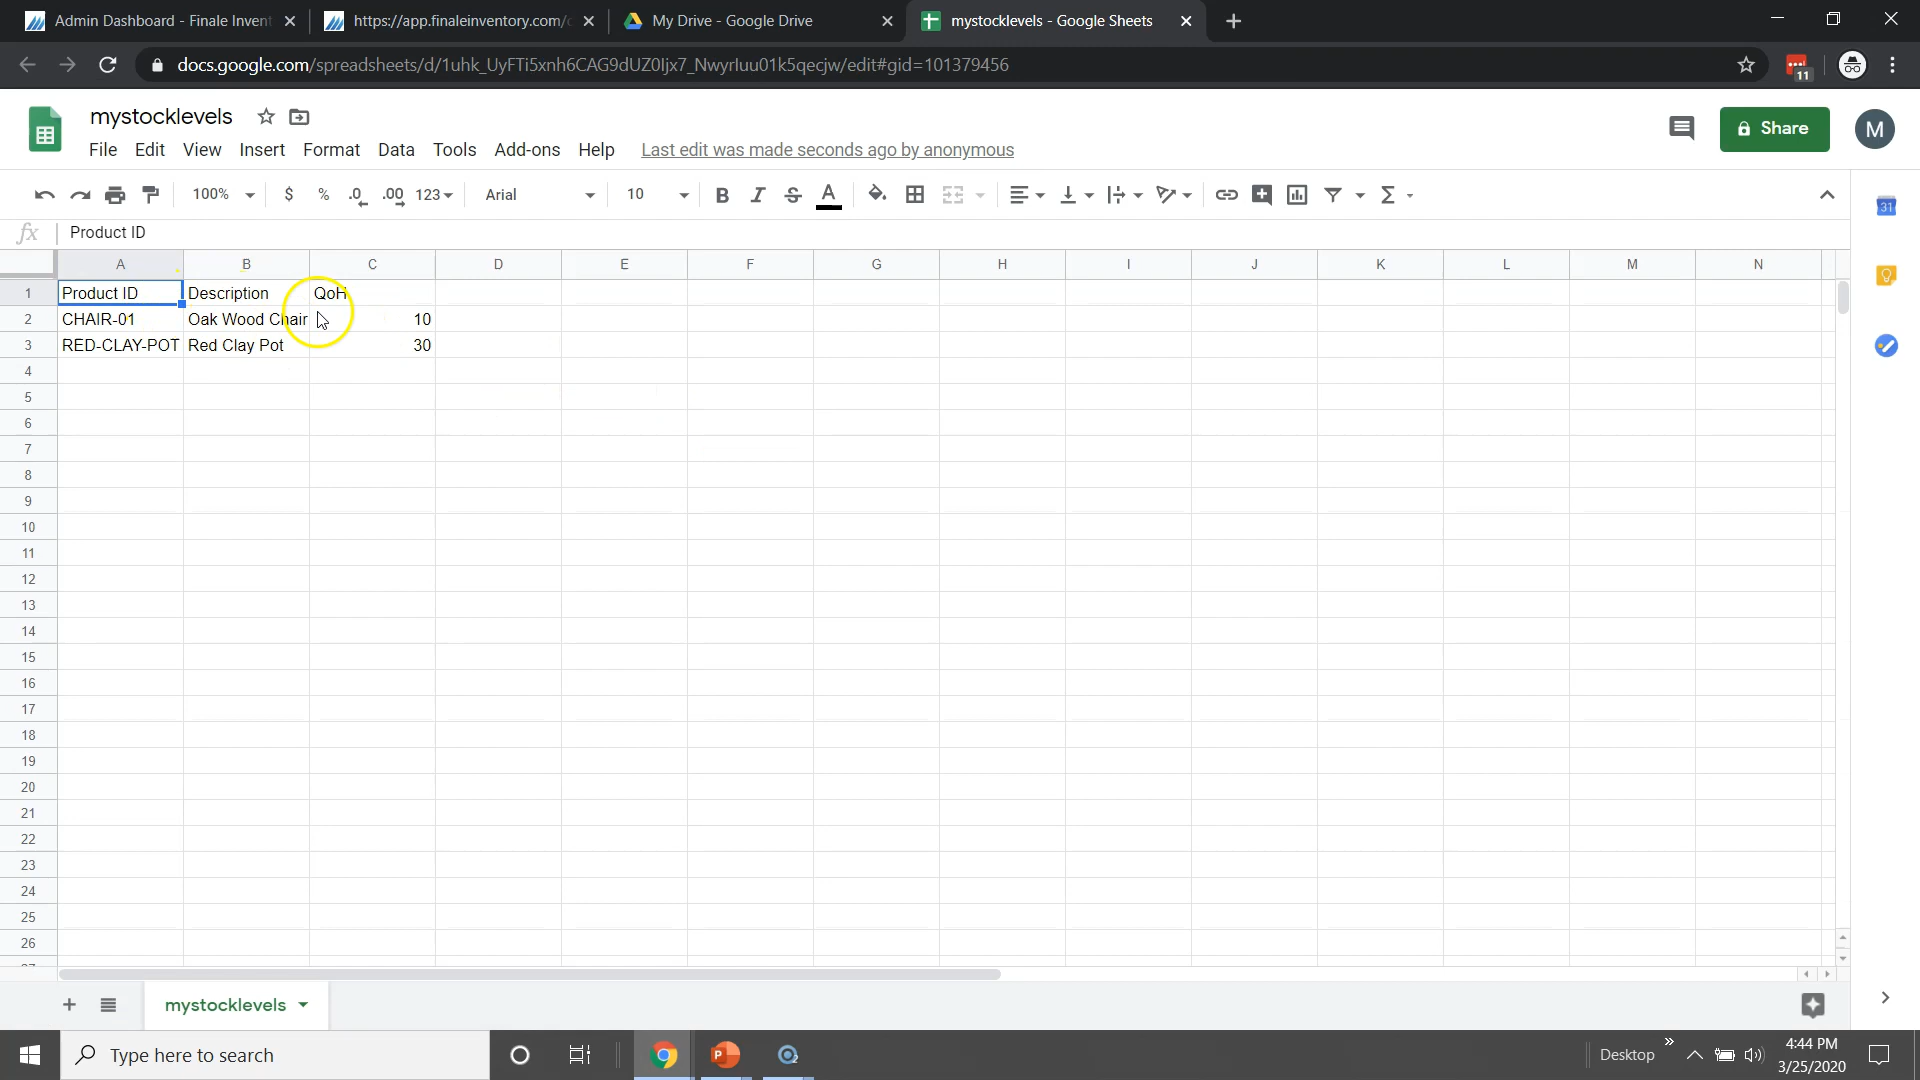 Admin Dashboard - Finale Invent
https://app.finaleinventory.com/c
My Drive - Google Drive
mystocklevels - Google Sheets
docs.google.com/spreadsheets/d/1uhk_UyFTi5xnh6CAG9dUZ0Ijx7_NwyrIuu01k5qecjw/edit#gid=101379456
11
mystocklevels
Share
M
File Edit View Insert Format Data Tools Add-ons Help Last edit was made seconds ago by anonymous
100% $ % .0 .00 123 Arial 10 B I S A Σ
31
fx Product ID
A B C D E F G H I J K L M N
1 Product ID Description QoH
2 CHAIR-01 Oak Wood Chair 10
3 RED-CLAY-POT Red Clay Pot 30
4
5
6
7
8
9
10
11
12
13
14
15
16
17
18
19
20
21
22
23
24
25
26
mystocklevels
Type here to search
Desktop
4:44 PM
3/25/2020